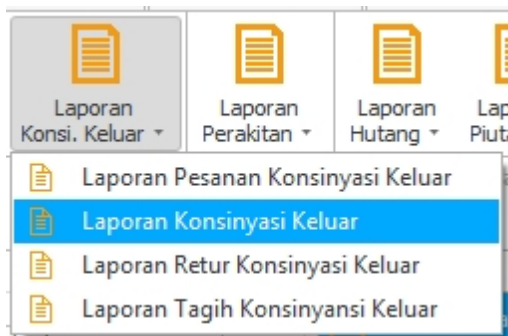 Laporan
Konsi. Keluar
Laporan
Perakitan
Laporan
Hutang
Laporan Pesanan Konsinyasi Keluar
Laporan Konsinyasi Keluar
Laporan Retur Konsinyasi Keluar
Laporan Tagih Konsinyansi Keluar